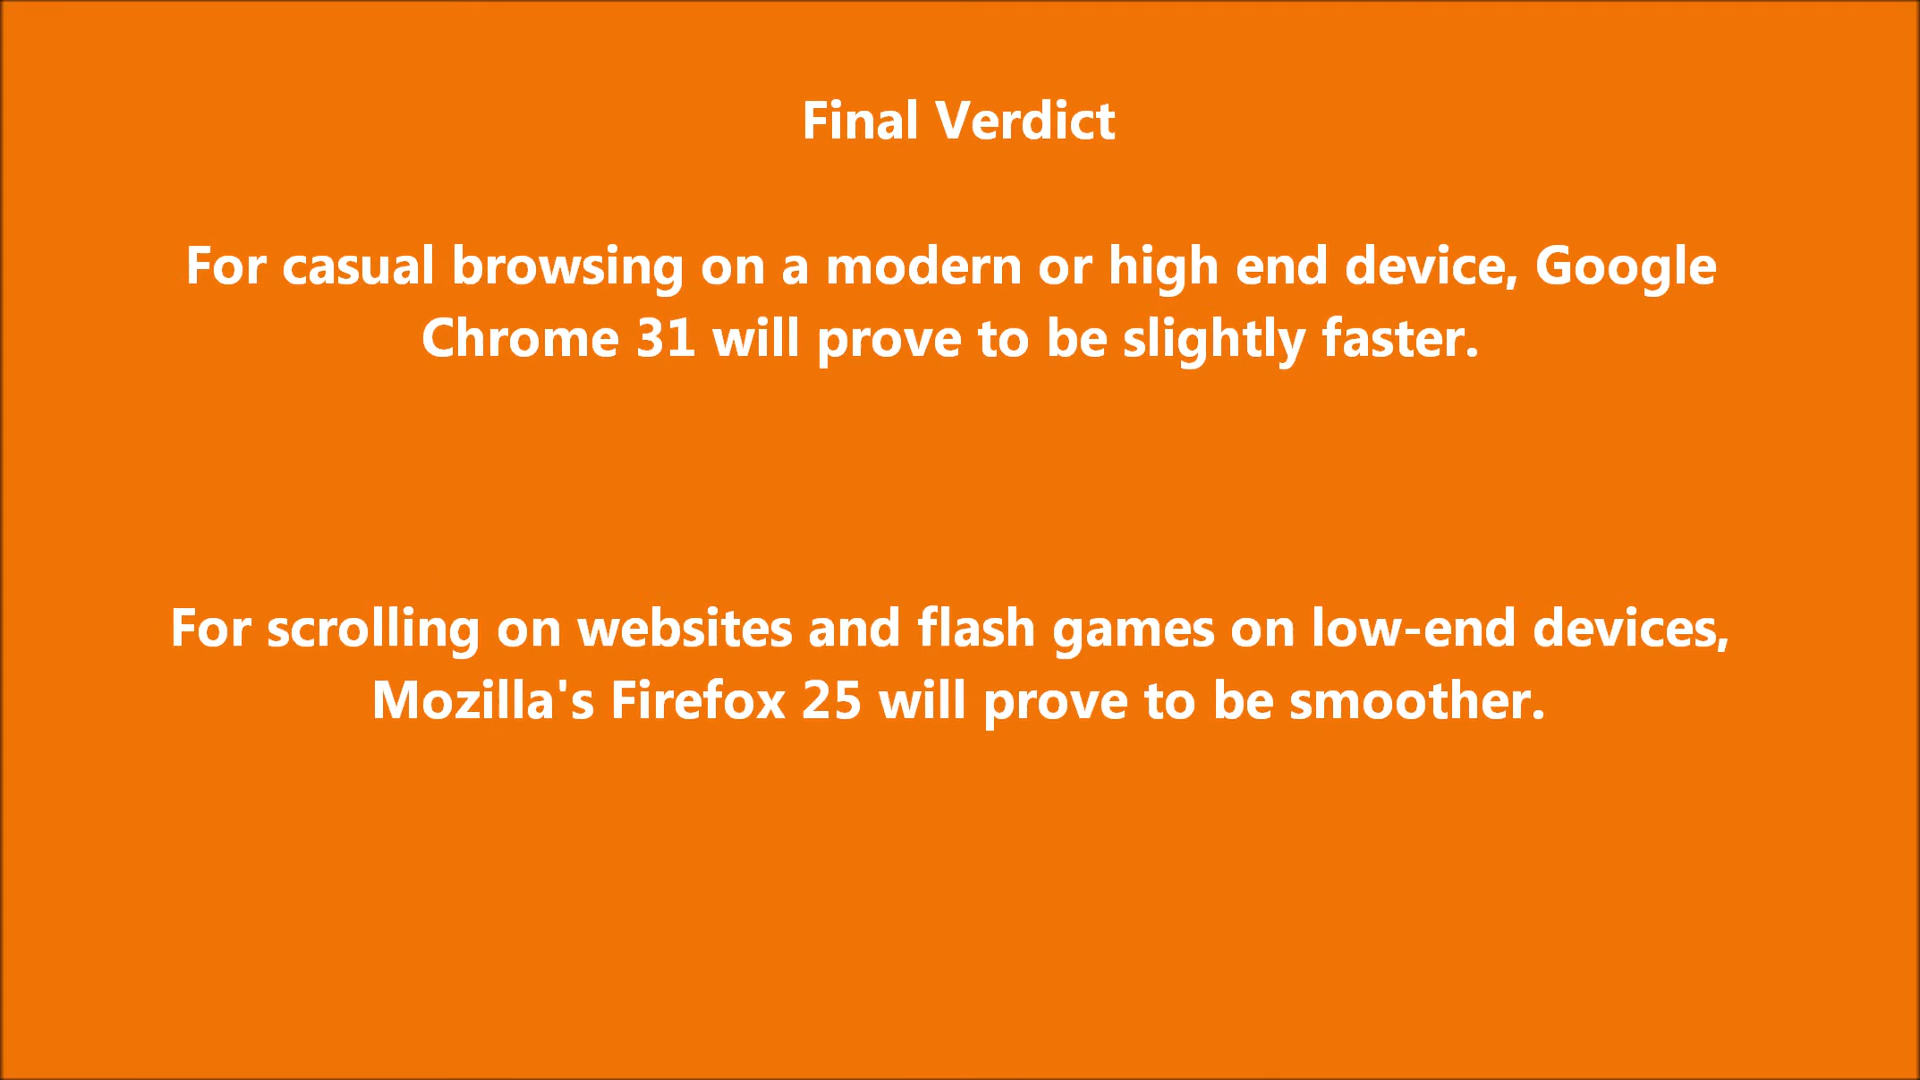 Final Verdict
For casual browsing on a modern or high end device, Google
Chrome 31 will prove to be slightly faster.
For scrolling on websites and flash games on low-end devices,
Mozilla's Firefox 25 will prove to be smoother.